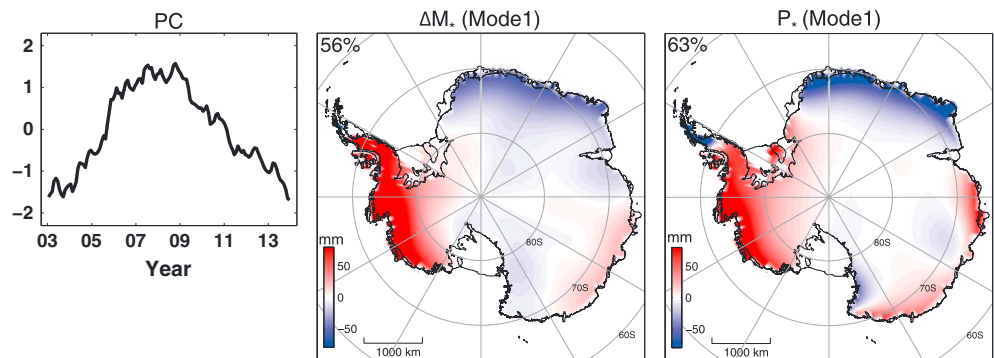 PC
2
1
0
−1
−2
03
05
07
09
11
13
Year
ΔM⋆ (Mode1)
56%
mm
50
0
−50
80S
70S
60S
1000 km
P⋆ (Mode1)
63%
mm
50
0
−50
80S
70S
60S
1000 km